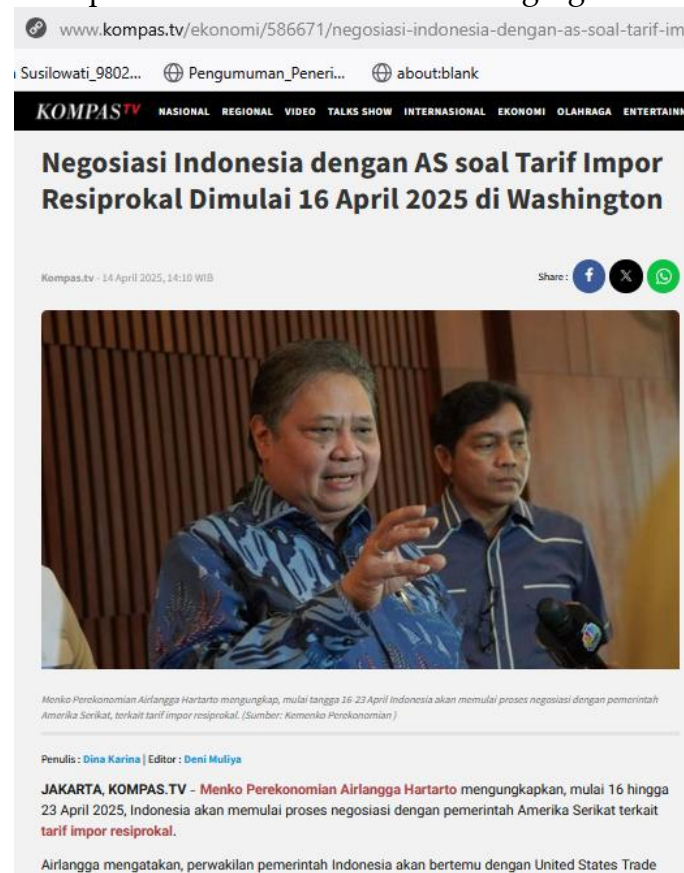 www.kompas.tv/ekonomi/586671/negosiasi-indonesia-dengan-as-soal-tarif-im
Susilowati_9802... Pengumuman_Peneri... about:blank
KOMPASTV NASIONAL REGIONAL VIDEO TALKS SHOW INTERNASIONAL EKONOMI OLAHRAGA
Negosiasi Indonesia dengan AS soal Tarif Impor
Resiprokal Dimulai 16 April 2025 di Washington
Kompas.tv - 14 April 2025, 14:10 WIB Share :
Menko Perekonomian Airlangga Hartarto mengungkap, mulai tangga 16-23 April Indonesia akan memulai proses negosiasi dengan pemerintah
Amerika Serikat, terkait tarif impor resiprokal. (Sumber: Kemenko Perekonomian )
Penulis : Dina Karina | Editor : Deni Muliya
JAKARTA, KOMPAS.TV - Menko Perekonomian Airlangga Hartarto mengungkapkan, mulai 16 hingga
23 April 2025, Indonesia akan memulai proses negosiasi dengan pemerintah Amerika Serikat terkait
tarif impor resiprokal.
Airlangga mengatakan, perwakilan pemerintah Indonesia akan bertemu dengan United States Trade